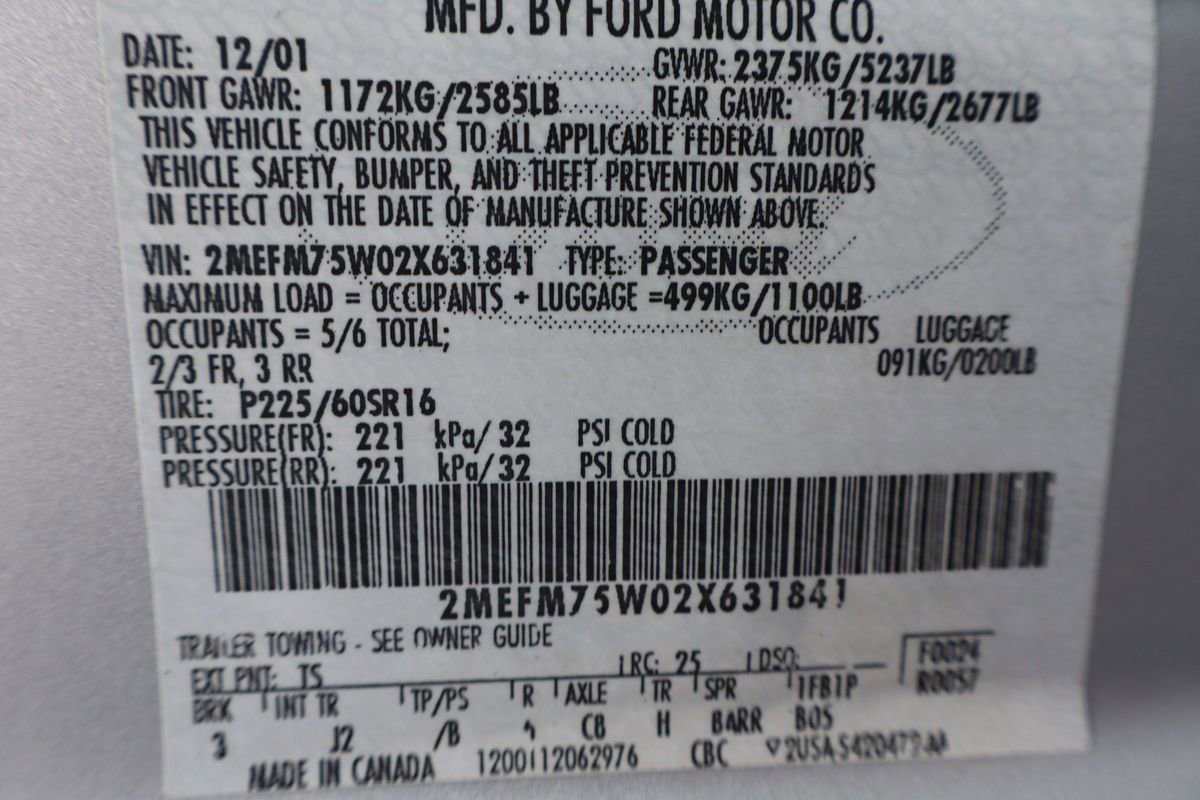 MFD. BY FORD MOTOR CO.
DATE: 12/01 GVWR: 2375KG/5237LB
FRONT GAWR: 1172KG/2585LB REAR GAWR: 1214KG/2677LB
THIS VEHICLE CONFORMS TO ALL APPLICABLE FEDERAL MOTOR
VEHICLE SAFETY, BUMPER, AND THEFT PREVENTION STANDARDS
IN EFFECT ON THE DATE OF MANUFACTURE SHOWN ABOVE.
VIN: 2MEFM75W02X631841 TYPE: PASSENGER
MAXIMUM LOAD = OCCUPANTS + LUGGAGE =499KG/1100LB
OCCUPANTS = 5/6 TOTAL; OCCUPANTS LUGGAGE
2/3 FR, 3 RR 091KG/0200LB
TIRE: P225/60SR16
PRESSURE(FR): 221 kPa/ 32 PSI COLD
PRESSURE(RR): 221 kPa/ 32 PSI COLD
2MEFM75W02X631841
TRAILER TOWING - SEE OWNER GUIDE
EXT PNT: TS RC: 25 DSO: F0024
R0057
BRK INT TR TP/PS R AXLE TR SPR
3 J2 /B C8 H BARR B05
MADE IN CANADA 1200112062976 CBC